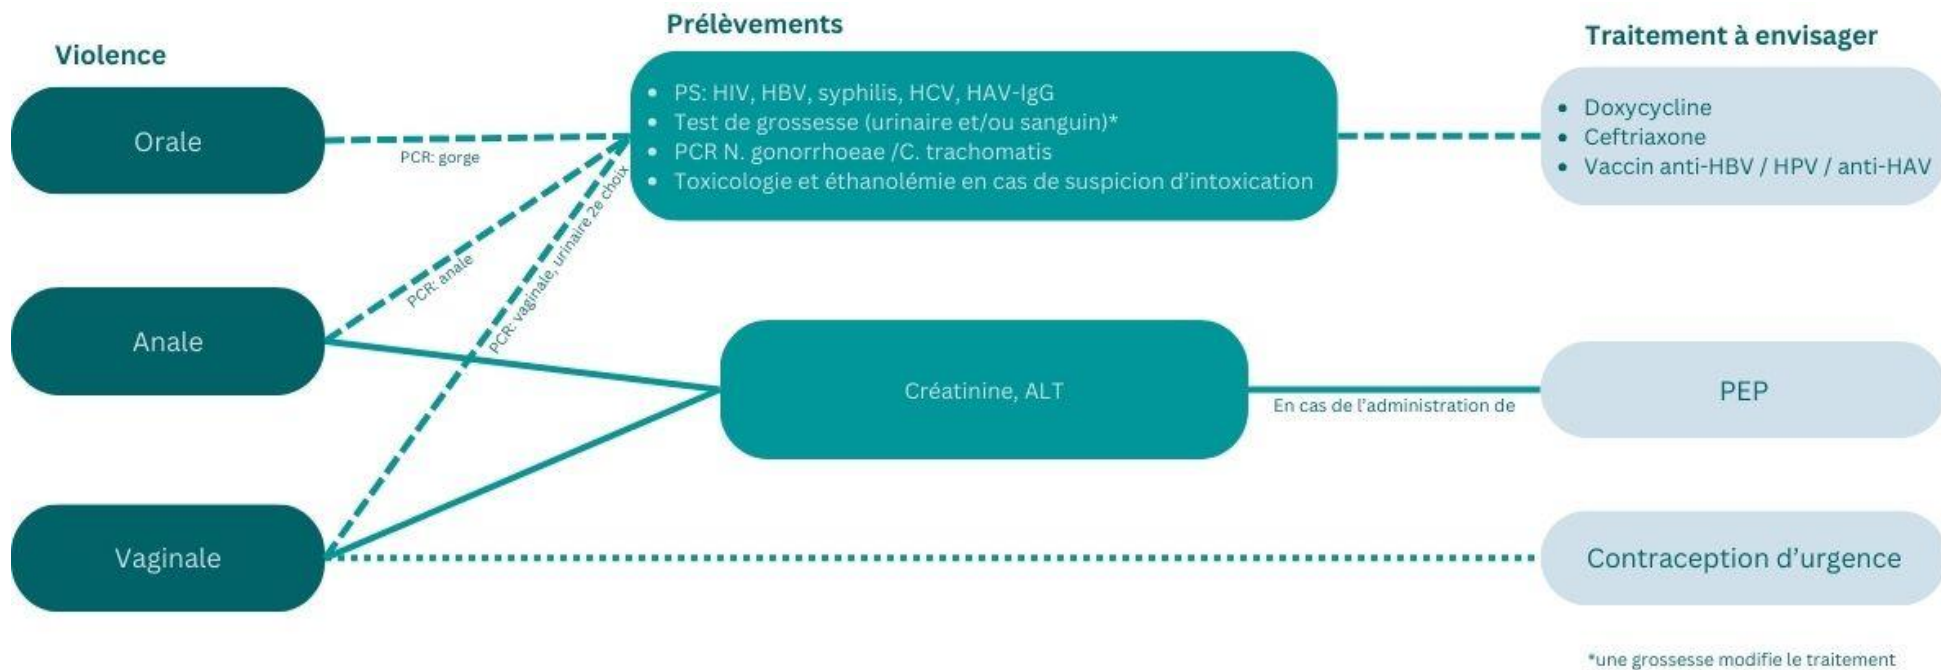 Violence
Prélèvements
Traitement à envisager
Orale
PCR: gorge
• PS: HIV, HBV, syphilis, HCV, HAV-IgG
• Test de grossesse (urinaire et/ou sanguin)*
• PCR N. gonorrhoeae /C. trachomatis
• Toxicologie et éthanolémie en cas de suspicion d'intoxication
• Doxycycline
• Ceftriaxone
• Vaccin anti-HBV / HPV / anti-HAV
Anale
PCR: anale
PCR: vaginale, urinaire 2e choix
Créatinine, ALT
En cas de l'administration de
PEP
Vaginale
Contraception d'urgence
*une grossesse modifie le traitement